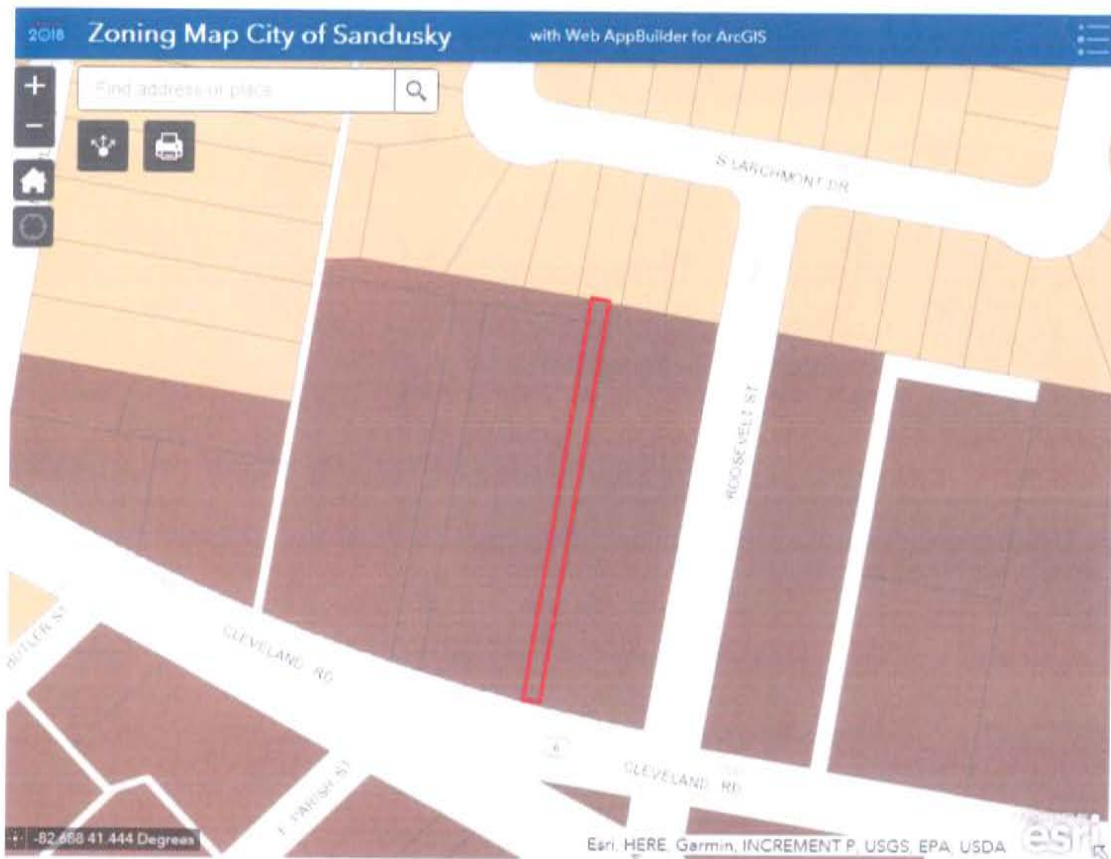 2018 Zoning Map City of Sandusky with Web AppBuilder for ArcGIS
+
Find address or place
−
S LARCHMONT DR
ROOSEVELT ST
BUTLER ST
CLEVELAND RD
6
CLEVELAND RD
E PARISH ST
-82.688 41.444 Degrees
Esri, HERE, Garmin, INCREMENT P, USGS, EPA, USDA
esri